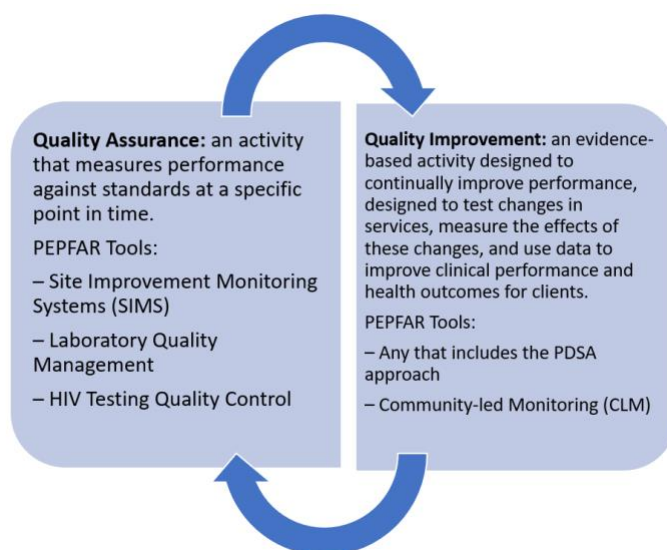 Quality Assurance: an activity
that measures performance
against standards at a specific
point in time.
PEPFAR Tools:
– Site Improvement Monitoring
Systems (SIMS)
– Laboratory Quality
Management
– HIV Testing Quality Control
Quality Improvement: an evidence-
based activity designed to
continually improve performance,
designed to test changes in
services, measure the effects of
these changes, and use data to
improve clinical performance and
health outcomes for clients.
PEPFAR Tools:
– Any that includes the PDSA
approach
– Community-led Monitoring (CLM)